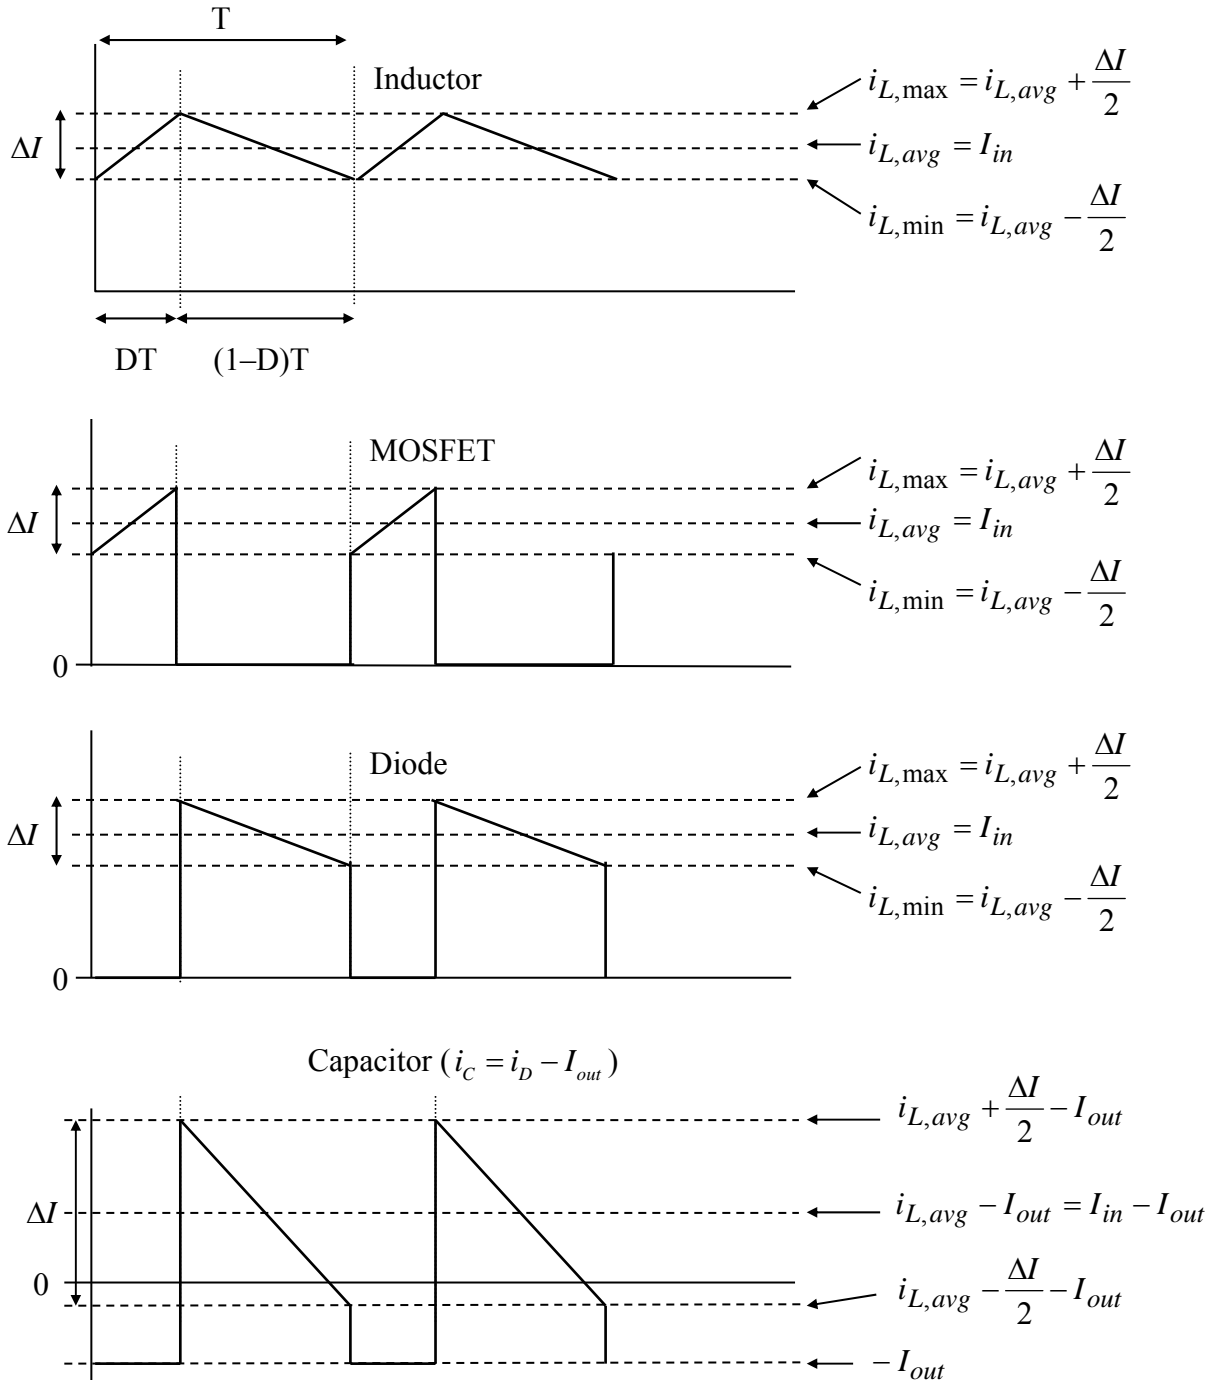 T
Inductor
ΔI
i_{L,max} = i_{L,avg} + ΔI/2
i_{L,avg} = I_{in}
i_{L,min} = i_{L,avg} − ΔI/2
DT
(1–D)T
MOSFET
ΔI
i_{L,max} = i_{L,avg} + ΔI/2
i_{L,avg} = I_{in}
i_{L,min} = i_{L,avg} − ΔI/2
0
Diode
ΔI
i_{L,max} = i_{L,avg} + ΔI/2
i_{L,avg} = I_{in}
i_{L,min} = i_{L,avg} − ΔI/2
0
Capacitor ( i_C = i_D − I_{out} )
i_{L,avg} + ΔI/2 − I_{out}
ΔI
i_{L,avg} − I_{out} = I_{in} − I_{out}
0
i_{L,avg} − ΔI/2 − I_{out}
− I_{out}